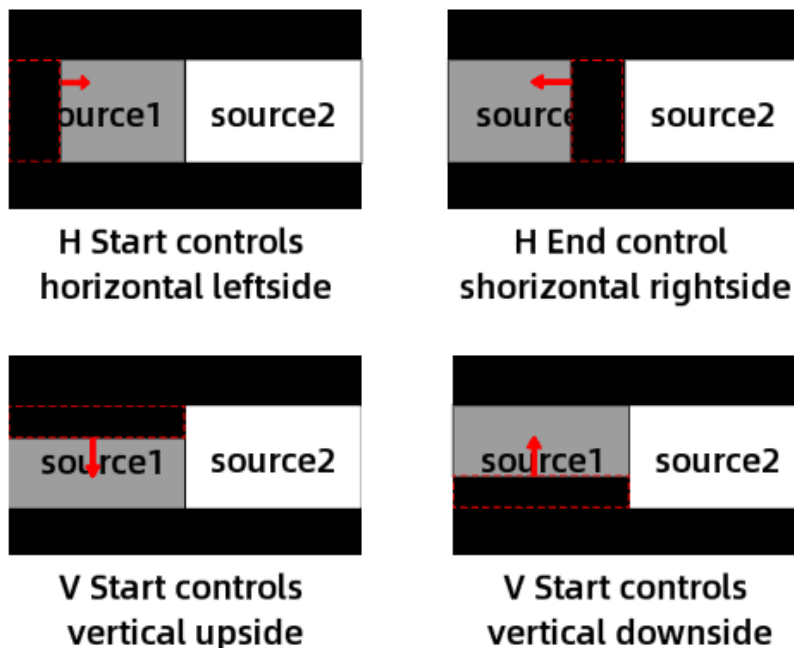 ource1
source2
source
source2
H Start controls
horizontal leftside
H End control
shorizontal rightside
source1
source2
source1
source2
V Start controls
vertical upside
V Start controls
vertical downside